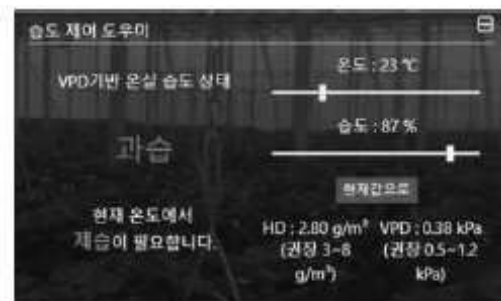 습도 제어 도우미
VPD기반 온실 습도 상태
온도 : 23 ℃
습도 : 87 %
과습
현재값으로
현재 온도에서
제습이 필요합니다.
HD : 2.80 g/m³
(권장 3~8
g/m³)
VPD : 0.38 kPa
(권장 0.5~1.2
kPa)